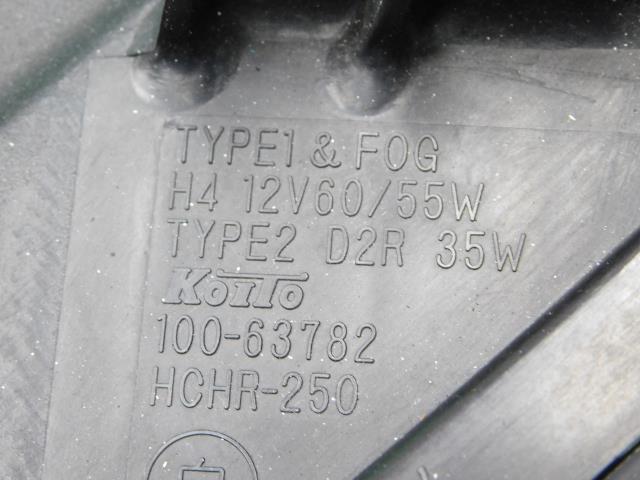 TYPE1 & FOG
H4 12V60/55W
TYPE2 D2R 35W
KOITO
100-63782
HCHR-250